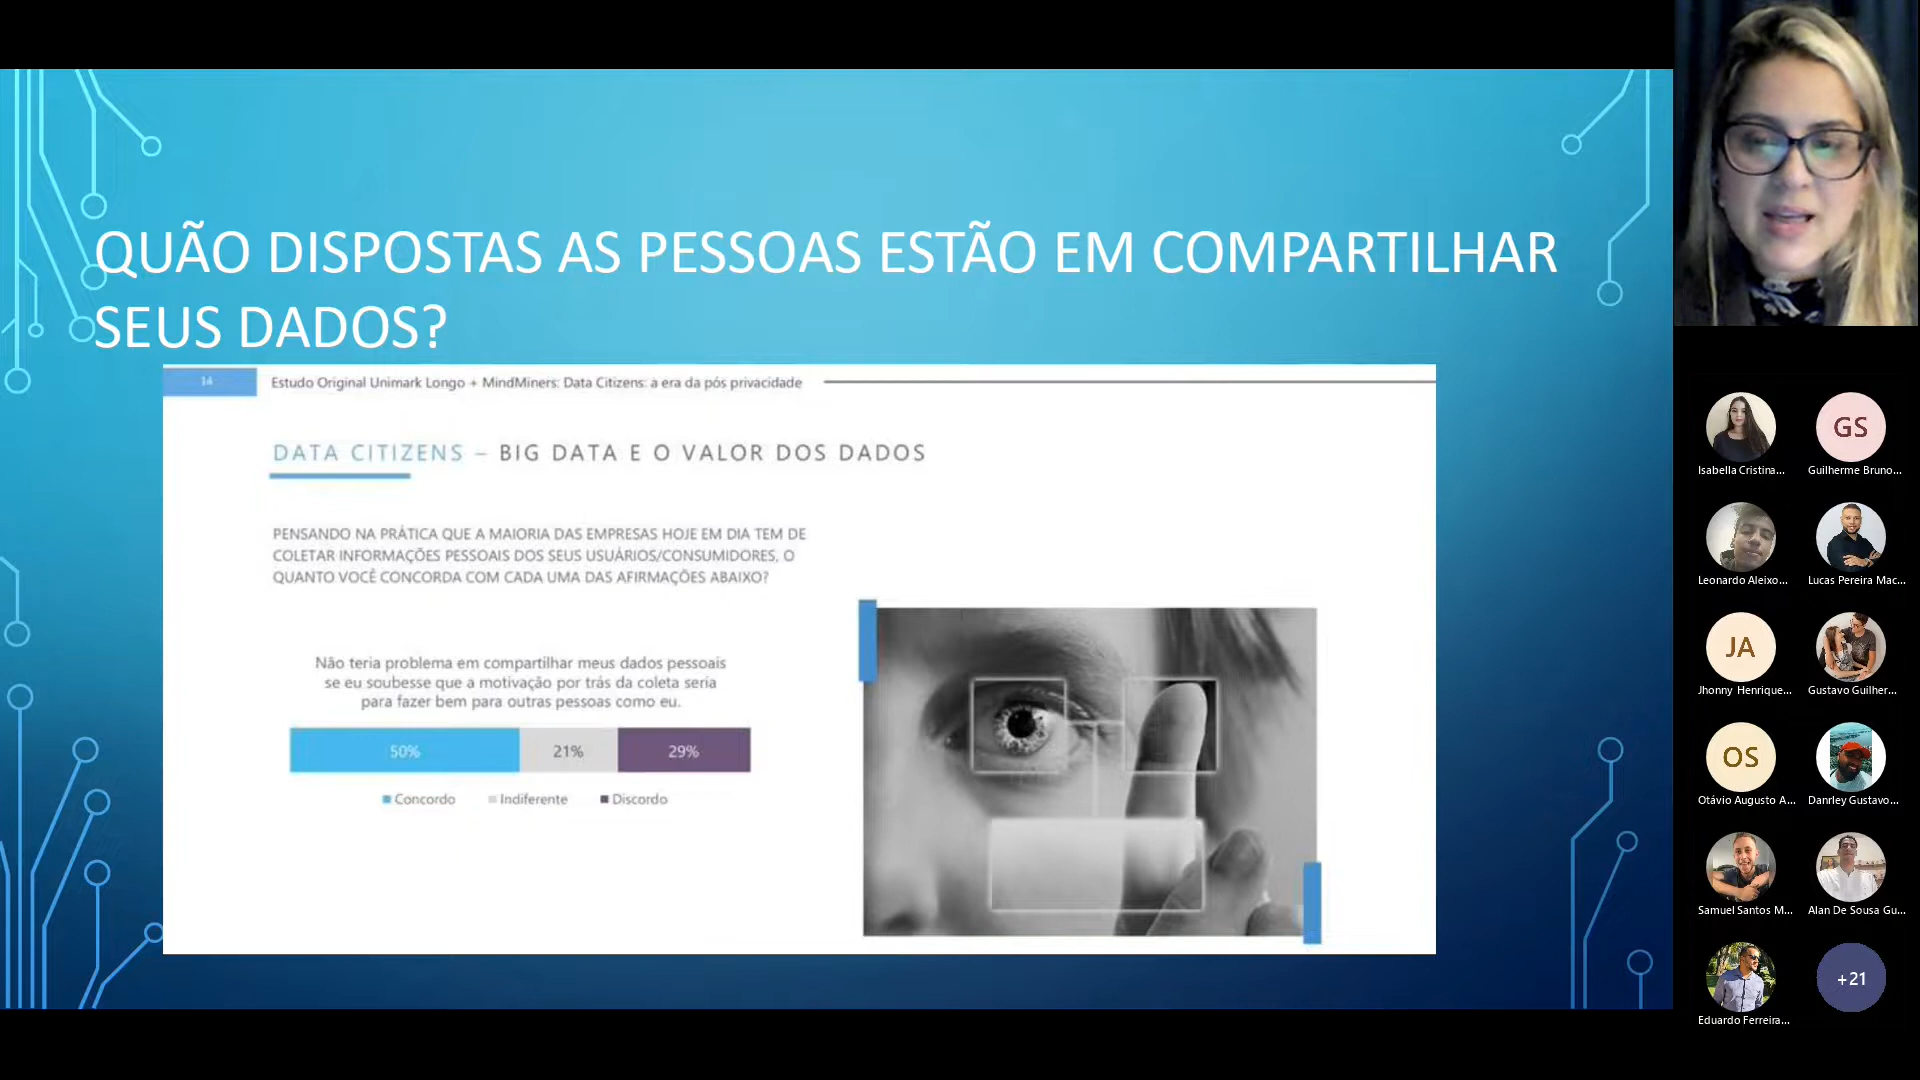 QUÃO DISPOSTAS AS PESSOAS ESTÃO EM COMPARTILHAR
SEUS DADOS?
14
Estudo Original Unimark Longo + MindMiners: Data Citizens: a era da pós privacidade
DATA CITIZENS – BIG DATA E O VALOR DOS DADOS
PENSANDO NA PRÁTICA QUE A MAIORIA DAS EMPRESAS HOJE EM DIA TEM DE
COLETAR INFORMAÇÕES PESSOAIS DOS SEUS USUÁRIOS/CONSUMIDORES, O
QUANTO VOCÊ CONCORDA COM CADA UMA DAS AFIRMAÇÕES ABAIXO?
Não teria problema em compartilhar meus dados pessoais
se eu soubesse que a motivação por trás da coleta seria
para fazer bem para outras pessoas como eu.
50% 21% 29%
Concordo Indiferente Discordo
GS
Isabella Cristina... Guilherme Bruno...
Leonardo Aleixo... Lucas Pereira Mac...
JA
Jhonny Henrique... Gustavo Guilher...
OS
Otávio Augusto A... Danrley Gustavo...
Samuel Santos M... Alan De Sousa Gu...
+21
Eduardo Ferreira...